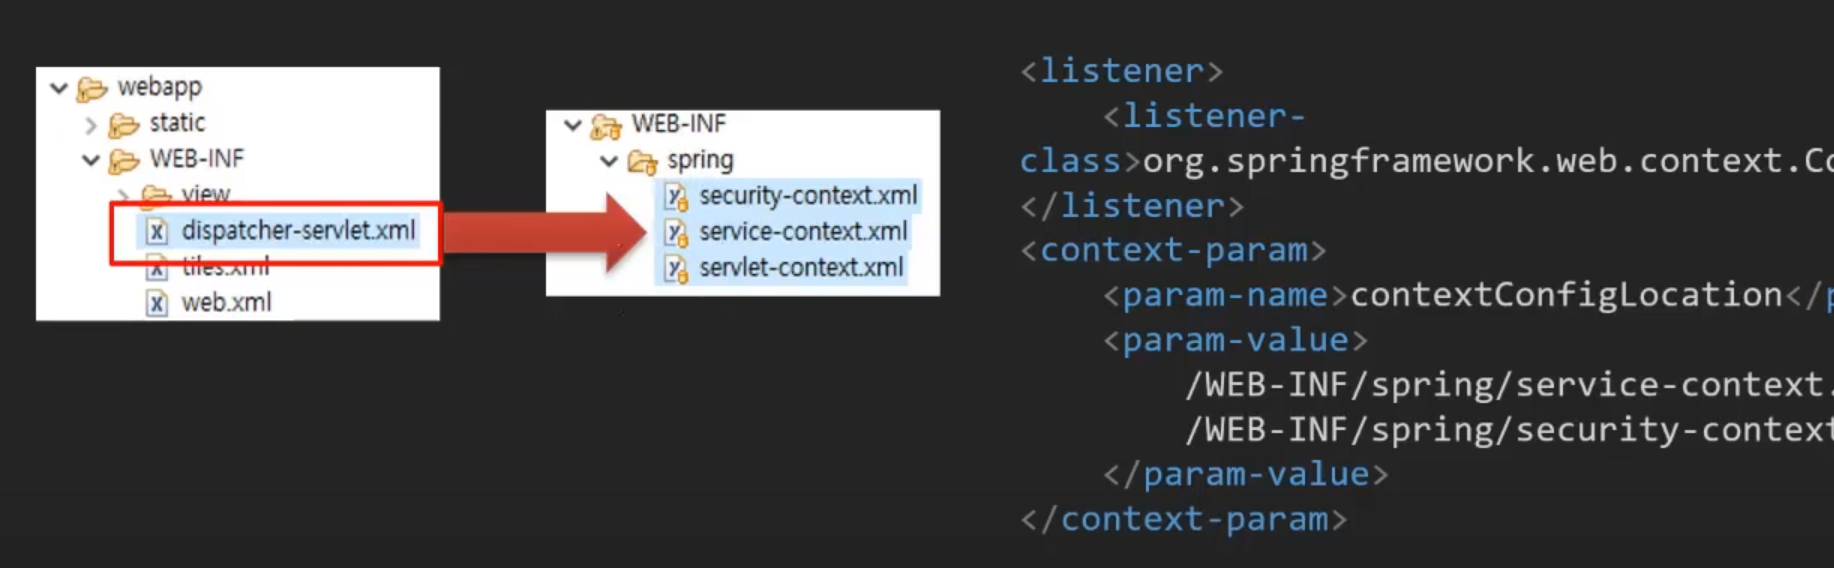 webapp
static
WEB-INF
view
dispatcher-servlet.xml
tiles.xml
web.xml
WEB-INF
spring
security-context.xml
service-context.xml
servlet-context.xml
<listener>
<listener-
class>org.springframework.web.context.Co
</listener>
<context-param>
<param-name>contextConfigLocation</p
<param-value>
/WEB-INF/spring/service-context.
/WEB-INF/spring/security-context
</param-value>
</context-param>